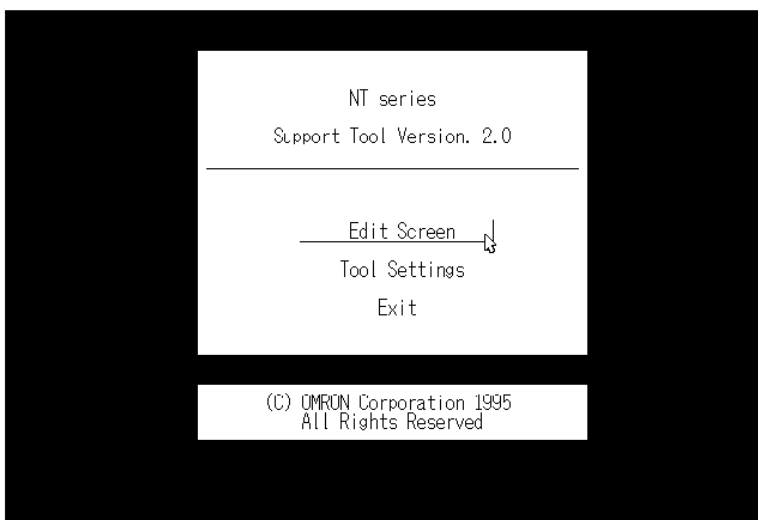 NT series
Support Tool Version. 2.0
Edit Screen
Tool Settings
Exit
(C) OMRON Corporation 1995
All Rights Reserved